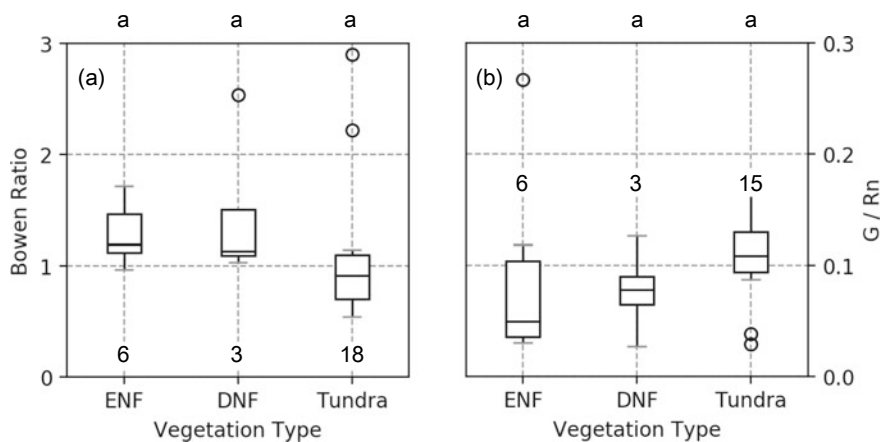 a a a
a a a
3
(a)
2
1
0
Bowen Ratio
6 3 18
ENF DNF Tundra
Vegetation Type
(b)
6 3 15
0.3
0.2
0.1
0.0
G / Rn
ENF DNF Tundra
Vegetation Type